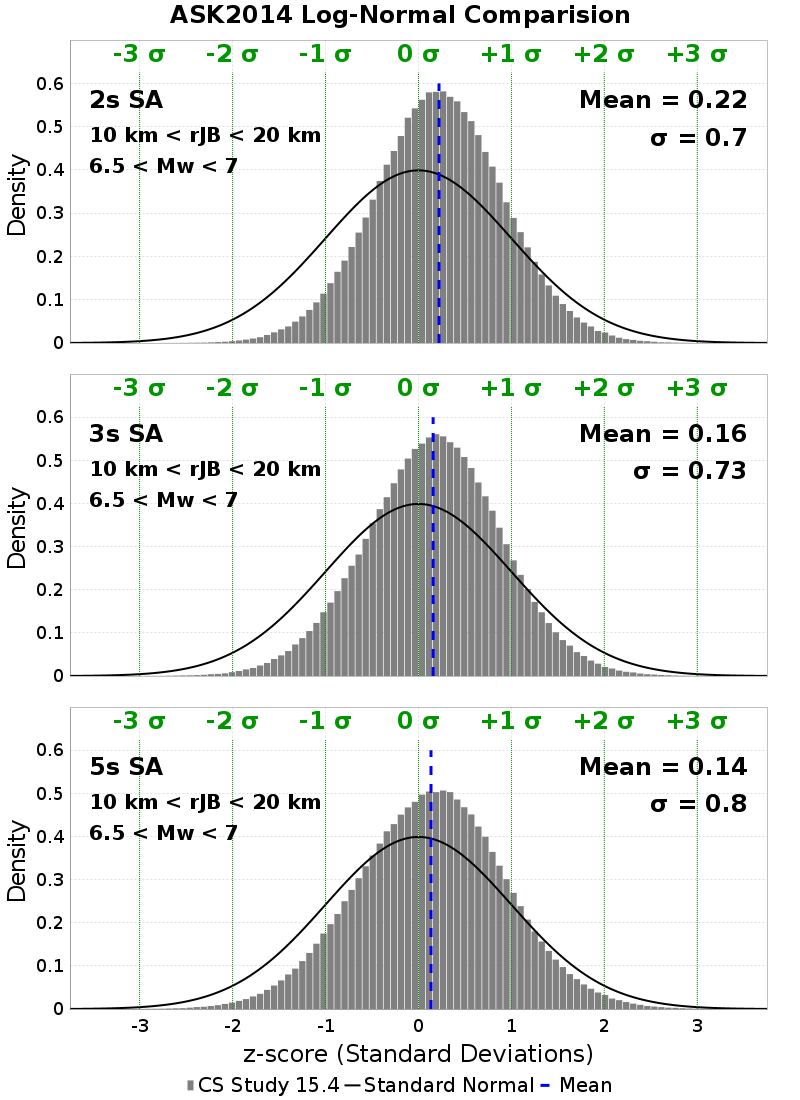 ASK2014 Log-Normal Comparision
-3 σ -2 σ -1 σ 0 σ +1 σ +2 σ +3 σ
2s SA
10 km < rJB < 20 km
6.5 < Mw < 7
Mean = 0.22
σ = 0.7
Density
0.6
0.5
0.4
0.3
0.2
0.1
0
-3 σ -2 σ -1 σ 0 σ +1 σ +2 σ +3 σ
3s SA
10 km < rJB < 20 km
6.5 < Mw < 7
Mean = 0.16
σ = 0.73
Density
0.6
0.5
0.4
0.3
0.2
0.1
0
-3 σ -2 σ -1 σ 0 σ +1 σ +2 σ +3 σ
5s SA
10 km < rJB < 20 km
6.5 < Mw < 7
Mean = 0.14
σ = 0.8
Density
0.6
0.5
0.4
0.3
0.2
0.1
0
-3 -2 -1 0 1 2 3
z-score (Standard Deviations)
CS Study 15.4 Standard Normal Mean